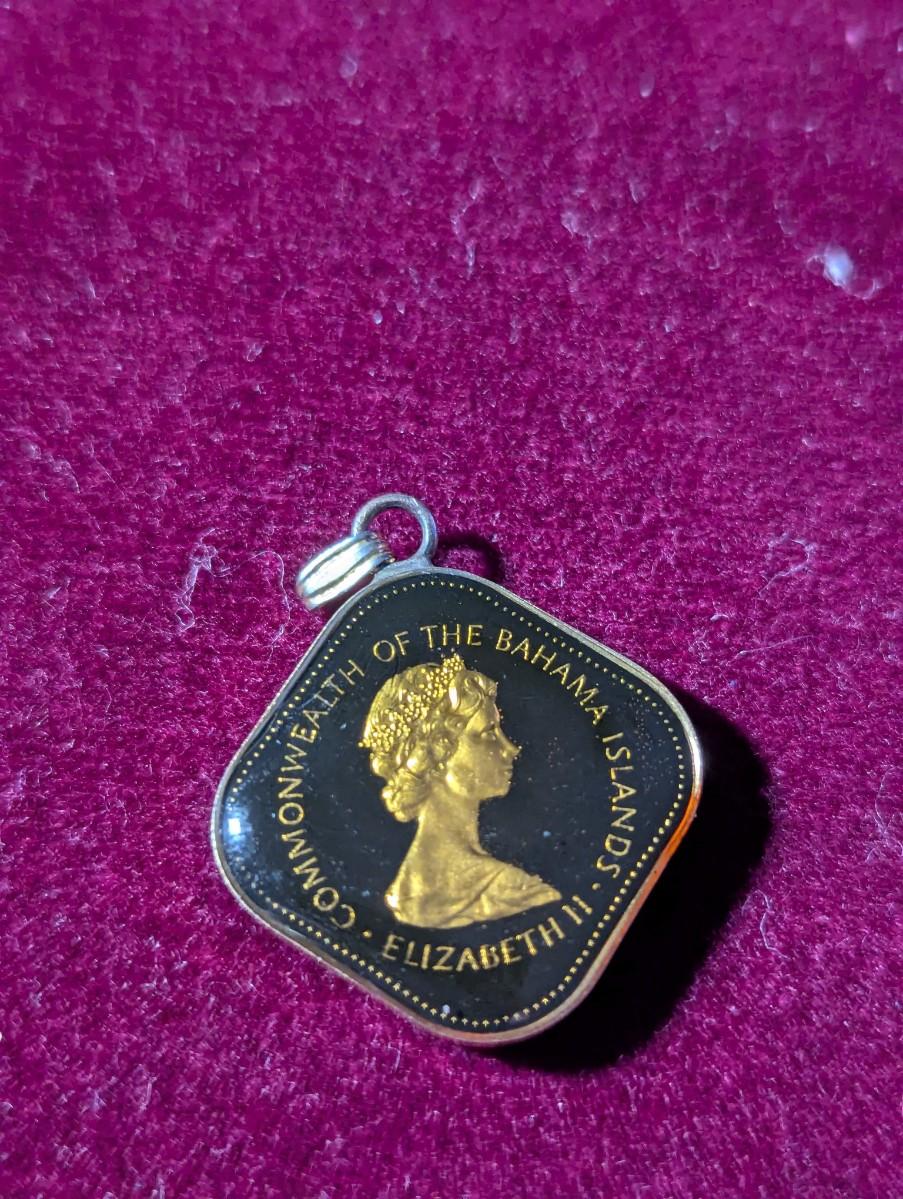 COMMONWEALTH OF THE BAHAMA ISLANDS ·
ELIZABETH II ·